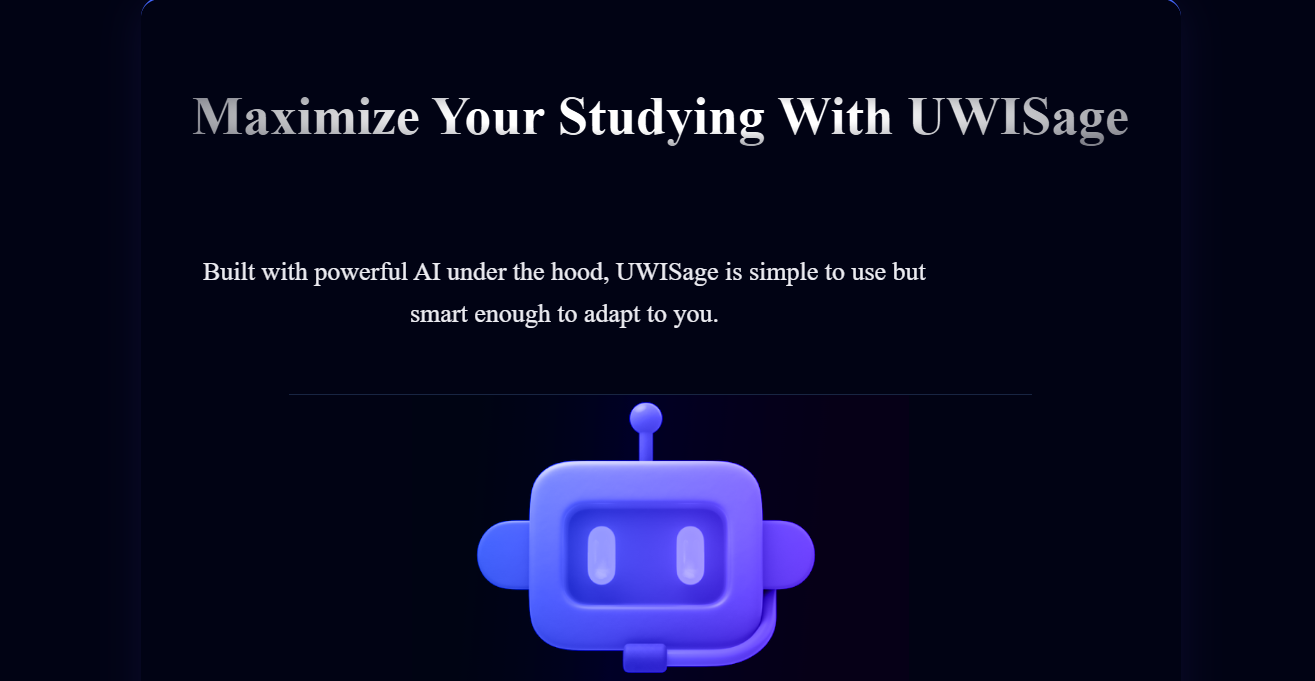 Maximize Your Studying With UWISage
Built with powerful AI under the hood, UWISage is simple to use but
smart enough to adapt to you.